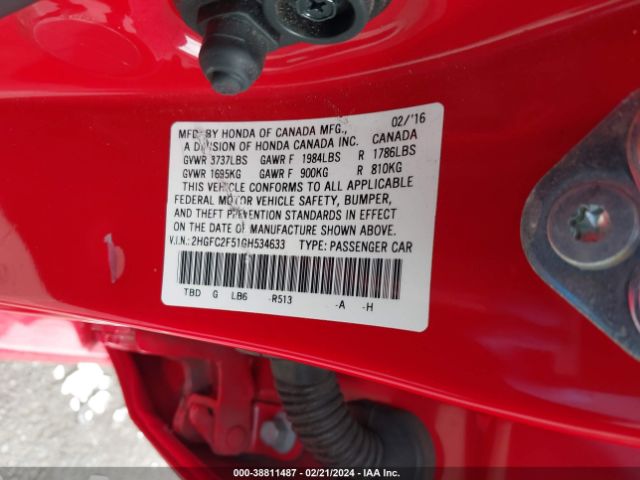 MFD. BY HONDA OF CANADA MFG., 02/'16
A DIVISION OF HONDA CANADA INC. CANADA
GVWR 3737LBS GAWR F 1984LBS R 1786LBS
GVWR 1695KG GAWR F 900KG R 810KG
THIS VEHICLE CONFORMS TO ALL APPLICABLE
FEDERAL MOTOR VEHICLE SAFETY, BUMPER,
AND THEFT PREVENTION STANDARDS IN EFFECT
ON THE DATE OF MANUFACTURE SHOWN ABOVE.
V.I.N.: 2HGFC2F51GH534633 TYPE: PASSENGER CAR
TBD G LB6 -R513 -A -H
000-38811487 - 02/21/2024 - IAA Inc.